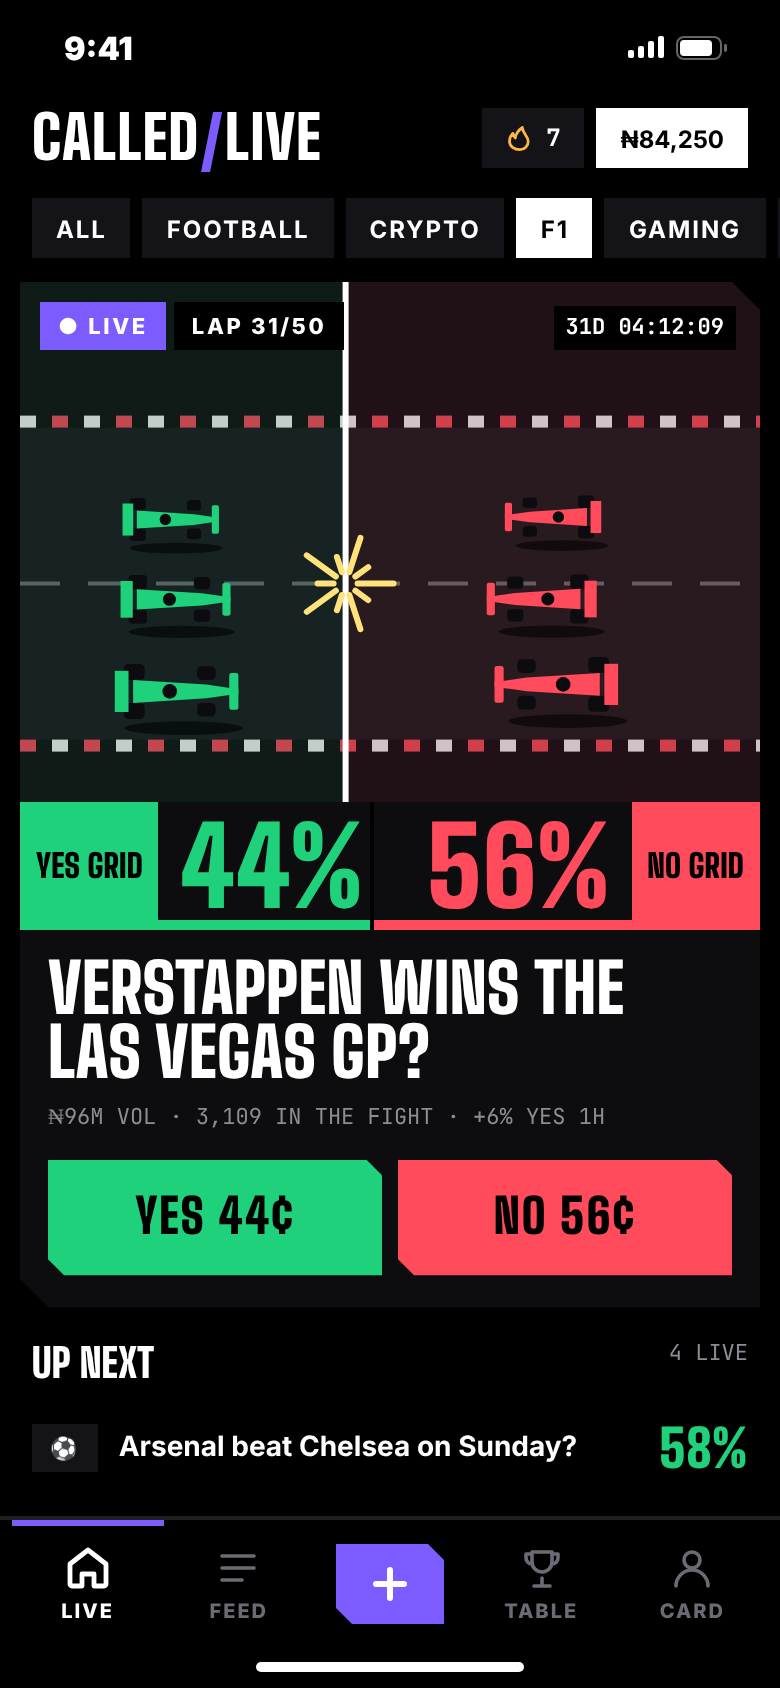 9:41
CALLED/LIVE
7
₦84,250
ALL
FOOTBALL
CRYPTO
F1
GAMING
LIVE
LAP 31/50
31D 04:12:09
YES GRID
44%
56%
NO GRID
VERSTAPPEN WINS THE
LAS VEGAS GP?
₦96M VOL · 3,109 IN THE FIGHT · +6% YES 1H
YES 44¢
NO 56¢
UP NEXT
4 LIVE
Arsenal beat Chelsea on Sunday?
58%
LIVE
FEED
TABLE
CARD